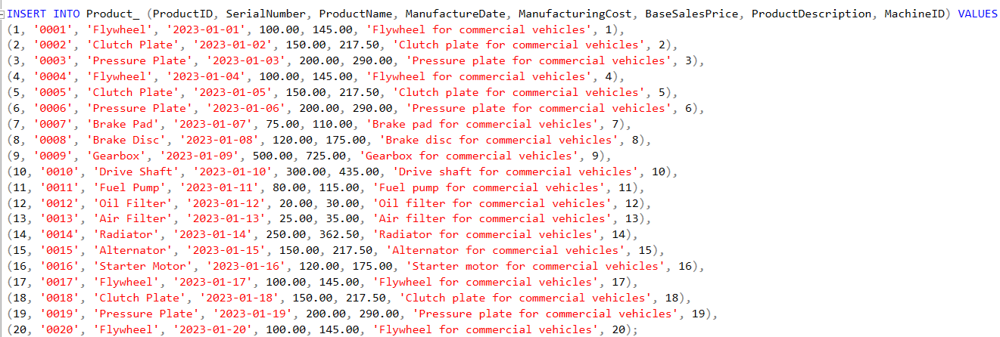 INSERT INTO Product_ (ProductID, SerialNumber, ProductName, ManufactureDate, ManufacturingCost, BaseSalesPrice, ProductDescription, MachineID) VALUES
(1, '0001', 'Flywheel', '2023-01-01', 100.00, 145.00, 'Flywheel for commercial vehicles', 1),
(2, '0002', 'Clutch Plate', '2023-01-02', 150.00, 217.50, 'Clutch plate for commercial vehicles', 2),
(3, '0003', 'Pressure Plate', '2023-01-03', 200.00, 290.00, 'Pressure plate for commercial vehicles', 3),
(4, '0004', 'Flywheel', '2023-01-04', 100.00, 145.00, 'Flywheel for commercial vehicles', 4),
(5, '0005', 'Clutch Plate', '2023-01-05', 150.00, 217.50, 'Clutch plate for commercial vehicles', 5),
(6, '0006', 'Pressure Plate', '2023-01-06', 200.00, 290.00, 'Pressure plate for commercial vehicles', 6),
(7, '0007', 'Brake Pad', '2023-01-07', 75.00, 110.00, 'Brake pad for commercial vehicles', 7),
(8, '0008', 'Brake Disc', '2023-01-08', 120.00, 175.00, 'Brake disc for commercial vehicles', 8),
(9, '0009', 'Gearbox', '2023-01-09', 500.00, 725.00, 'Gearbox for commercial vehicles', 9),
(10, '0010', 'Drive Shaft', '2023-01-10', 300.00, 435.00, 'Drive shaft for commercial vehicles', 10),
(11, '0011', 'Fuel Pump', '2023-01-11', 80.00, 115.00, 'Fuel pump for commercial vehicles', 11),
(12, '0012', 'Oil Filter', '2023-01-12', 20.00, 30.00, 'Oil filter for commercial vehicles', 12),
(13, '0013', 'Air Filter', '2023-01-13', 25.00, 35.00, 'Air filter for commercial vehicles', 13),
(14, '0014', 'Radiator', '2023-01-14', 250.00, 362.50, 'Radiator for commercial vehicles', 14),
(15, '0015', 'Alternator', '2023-01-15', 150.00, 217.50, 'Alternator for commercial vehicles', 15),
(16, '0016', 'Starter Motor', '2023-01-16', 120.00, 175.00, 'Starter motor for commercial vehicles', 16),
(17, '0017', 'Flywheel', '2023-01-17', 100.00, 145.00, 'Flywheel for commercial vehicles', 17),
(18, '0018', 'Clutch Plate', '2023-01-18', 150.00, 217.50, 'Clutch plate for commercial vehicles', 18),
(19, '0019', 'Pressure Plate', '2023-01-19', 200.00, 290.00, 'Pressure plate for commercial vehicles', 19),
(20, '0020', 'Flywheel', '2023-01-20', 100.00, 145.00, 'Flywheel for commercial vehicles', 20);